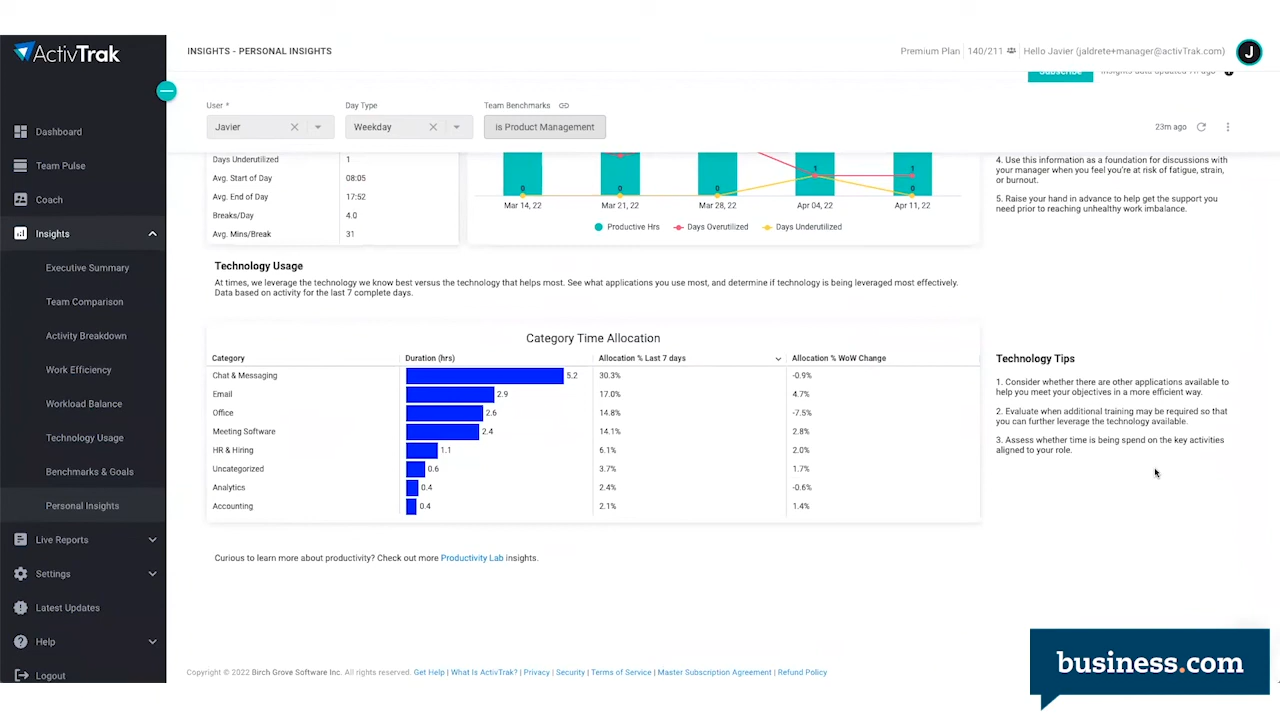 ActivTrak
INSIGHTS - PERSONAL INSIGHTS
Premium Plan
140/211
Hello Javier (jaldrete+manager@activTrak.com)
J
Subscribe
Insights data updated
ago
User *
Day Type
Team Benchmarks
Javier
Weekday
is Product Management
23m ago
Dashboard
Team Pulse
Coach
Insights
Executive Summary
Team Comparison
Activity Breakdown
Work Efficiency
Workload Balance
Technology Usage
Benchmarks & Goals
Personal Insights
Live Reports
Settings
Latest Updates
Help
Logout
Days Underutilized 1
Avg. Start of Day 08:05
Avg. End of Day 17:52
Breaks/Day 4.0
Avg. Mins/Break 31
0 0 0 1 1 0
Mar 14, 22 Mar 21, 22 Mar 28, 22 Apr 04, 22 Apr 11, 22
Productive Hrs Days Overutilized Days Underutilized
4. Use this information as a foundation for discussions with
your manager when you feel you're at risk of fatigue, strain,
or burnout.
5. Raise your hand in advance to help get the support you
need prior to reaching unhealthy work imbalance.
Technology Usage
At times, we leverage the technology we know best versus the technology that helps most. See what applications you use most, and determine if technology is being leveraged most effectively.
Data based on activity for the last 7 complete days.
Category Time Allocation
Category Duration (hrs) Allocation % Last 7 days Allocation % WoW Change
Chat & Messaging 5.2 30.3% -0.9%
Email 2.9 17.0% 4.7%
Office 2.6 14.8% -7.5%
Meeting Software 2.4 14.1% 2.8%
HR & Hiring 1.1 6.1% 2.0%
Uncategorized 0.6 3.7% 1.7%
Analytics 0.4 2.4% -0.6%
Accounting 0.4 2.1% 1.4%
Technology Tips
1. Consider whether there are other applications available to
help you meet your objectives in a more efficient way.
2. Evaluate when additional training may be required so that
you can further leverage the technology available.
3. Assess whether time is being spend on the key activities
aligned to your role.
Curious to learn more about productivity? Check out more Productivity Lab insights.
Copyright © 2022 Birch Grove Software Inc. All rights reserved. Get Help | What Is ActivTrak? | Privacy | Security | Terms of Service | Master Subscription Agreement | Refund Policy
business.com